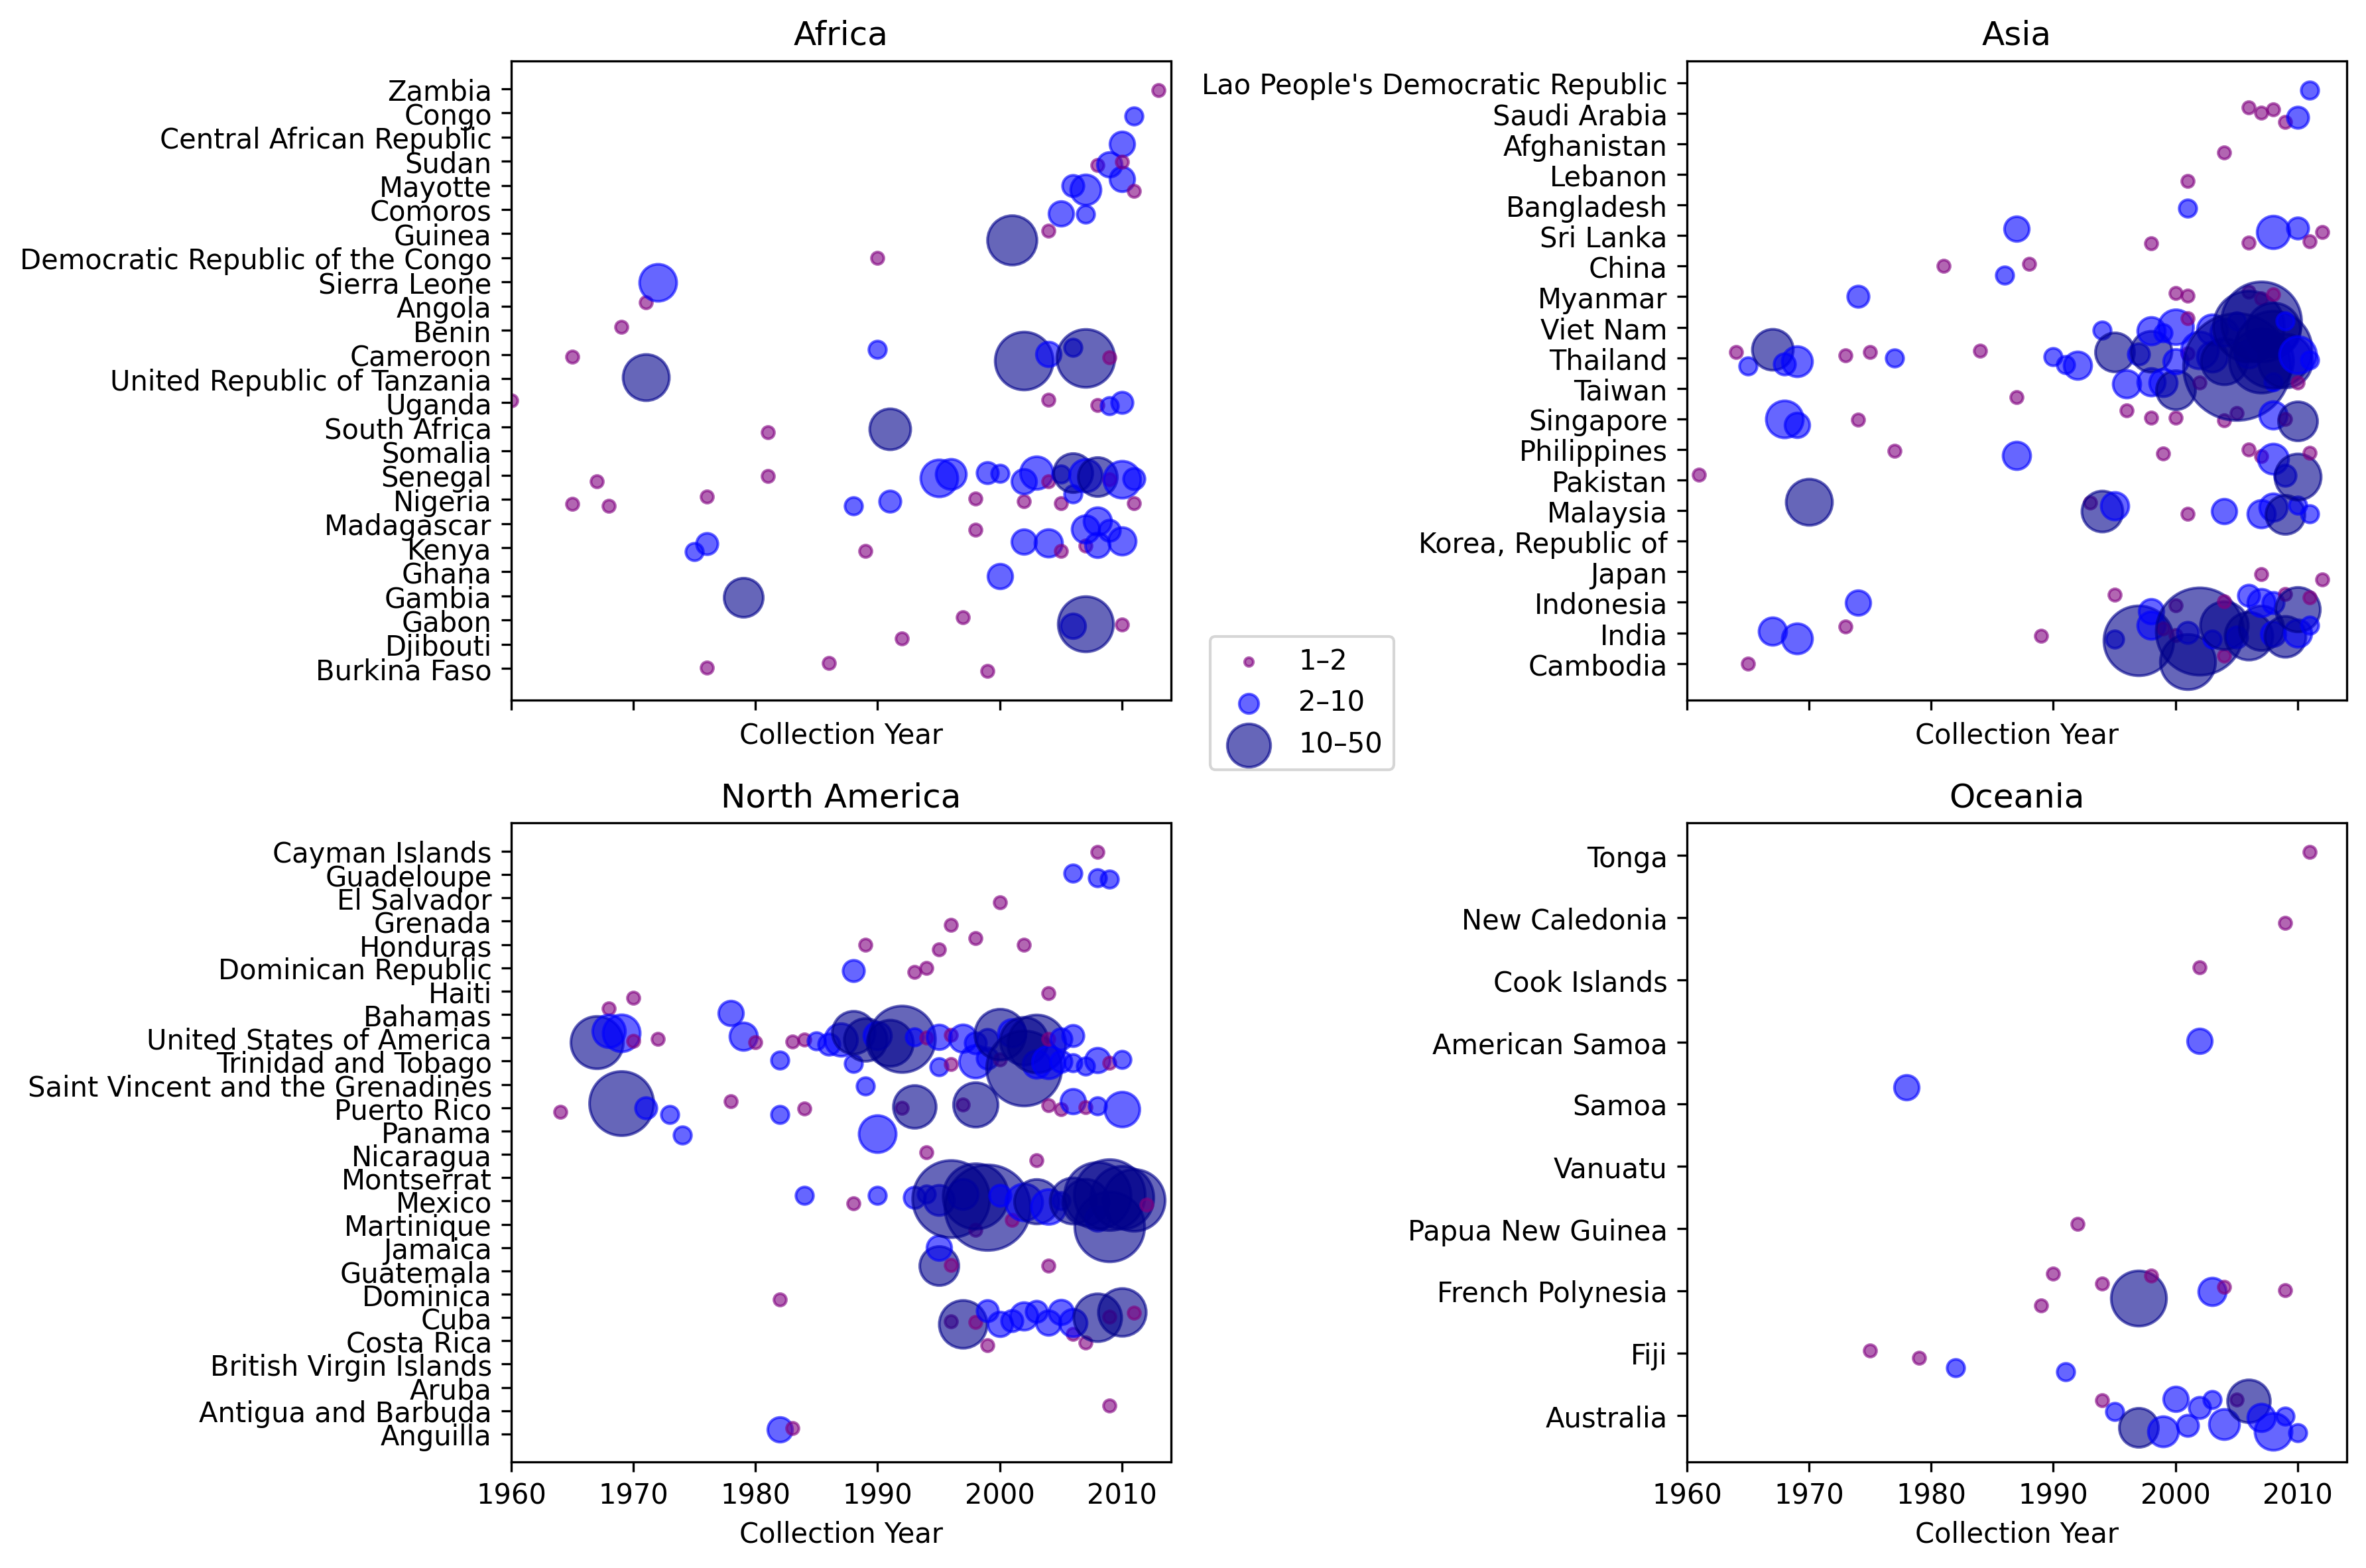 Africa
Zambia
Congo
Central African Republic
Sudan
Mayotte
Comoros
Guinea
Democratic Republic of the Congo
Sierra Leone
Angola
Benin
Cameroon
United Republic of Tanzania
Uganda
South Africa
Somalia
Senegal
Nigeria
Madagascar
Kenya
Ghana
Gambia
Gabon
Djibouti
Burkina Faso
Collection Year
Asia
Lao People's Democratic Republic
Saudi Arabia
Afghanistan
Lebanon
Bangladesh
Sri Lanka
China
Myanmar
Viet Nam
Thailand
Taiwan
Singapore
Philippines
Pakistan
Malaysia
Korea, Republic of
Japan
Indonesia
India
Cambodia
Collection Year
1–2
2–10
10–50
North America
Cayman Islands
Guadeloupe
El Salvador
Grenada
Honduras
Dominican Republic
Haiti
Bahamas
United States of America
Trinidad and Tobago
Saint Vincent and the Grenadines
Puerto Rico
Panama
Nicaragua
Montserrat
Mexico
Martinique
Jamaica
Guatemala
Dominica
Cuba
Costa Rica
British Virgin Islands
Aruba
Antigua and Barbuda
Anguilla
1960 1970 1980 1990 2000 2010
Collection Year
Oceania
Tonga
New Caledonia
Cook Islands
American Samoa
Samoa
Vanuatu
Papua New Guinea
French Polynesia
Fiji
Australia
1960 1970 1980 1990 2000 2010
Collection Year